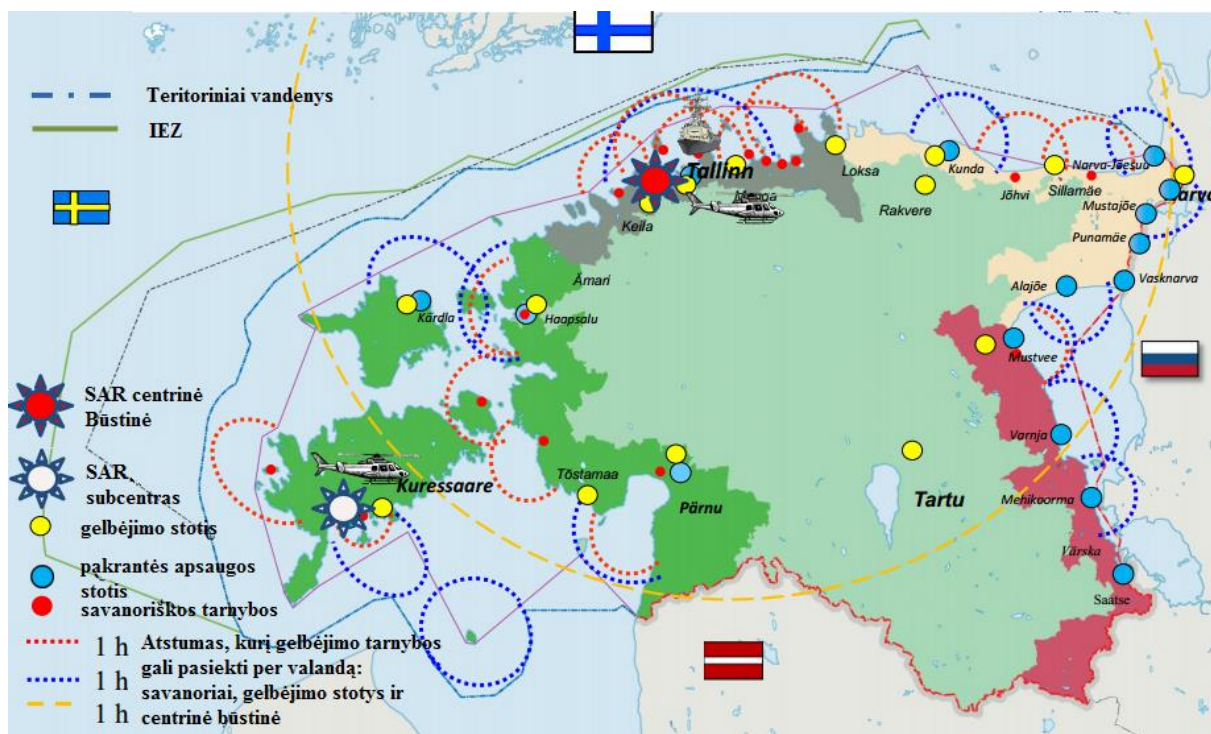 Teritoriniai vandenys
IEZ
Tallinn
Loksa
Kunda
Rakvere
Jõhvi
Sillamäe
Narva-Jõesuu
Mustajõe
Punamäe
Vasknarva
Alajõe
Keila
Ämari
Kärdla
Haapsalu
Mustvee
Varnja
Mehikoorma
Värska
Saatse
Tartu
Pärnu
Tõstamaa
Kuressaare
SAR centrinė
Būstinė
SAR,
subcentras
gelbėjimo stotis
pakrantės apsaugos
stotis
savanoriškos tarnybos
1 h Atstumas, kurį gelbėjimo tarnybos
gali pasiekti per valandą:
1 h savanoriai, gelbėjimo stotys ir
1 h centrinė būstinė